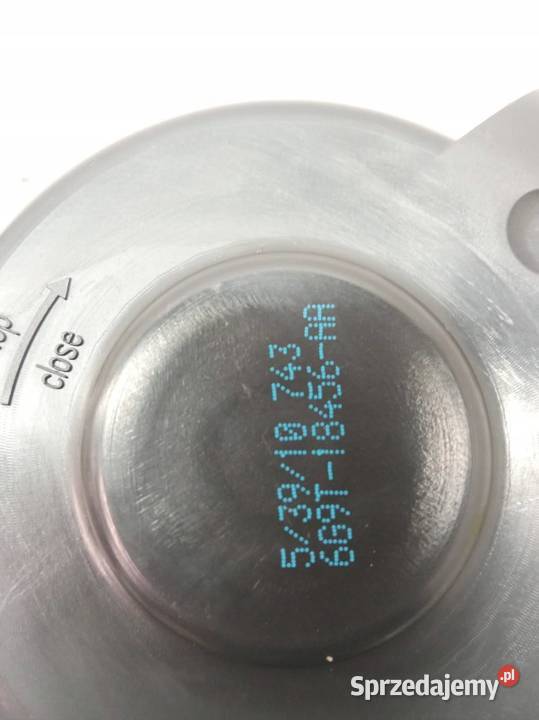 close
5/39/10 743
6G9T-18456-AA
Sprzedajemy.pl